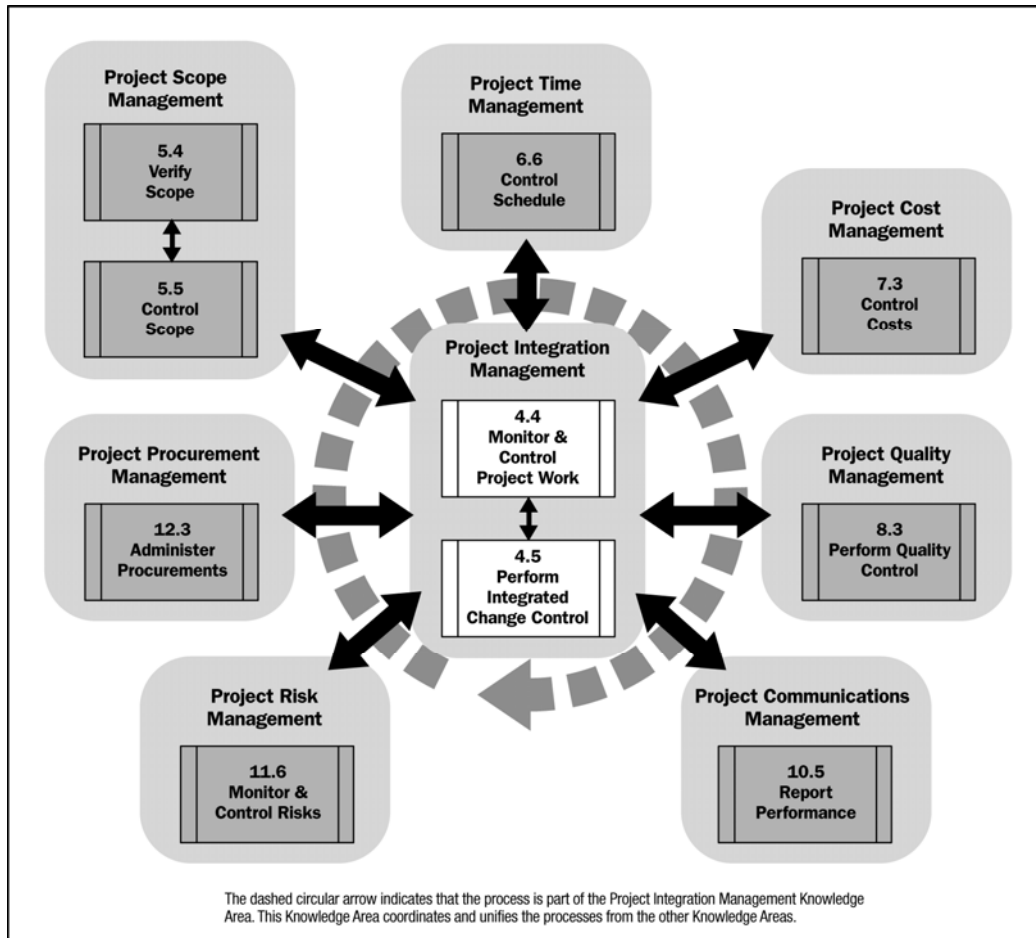 Project Scope
Management
5.4
Verify
Scope
5.5
Control
Scope
Project Time
Management
6.6
Control
Schedule
Project Cost
Management
7.3
Control
Costs
Project Integration
Management
4.4
Monitor &
Control
Project Work
4.5
Perform
Integrated
Change Control
Project Procurement
Management
12.3
Administer
Procurements
Project Quality
Management
8.3
Perform Quality
Control
Project Risk
Management
11.6
Monitor &
Control Risks
Project Communications
Management
10.5
Report
Performance
The dashed circular arrow indicates that the process is part of the Project Integration Management Knowledge
Area. This Knowledge Area coordinates and unifies the processes from the other Knowledge Areas.